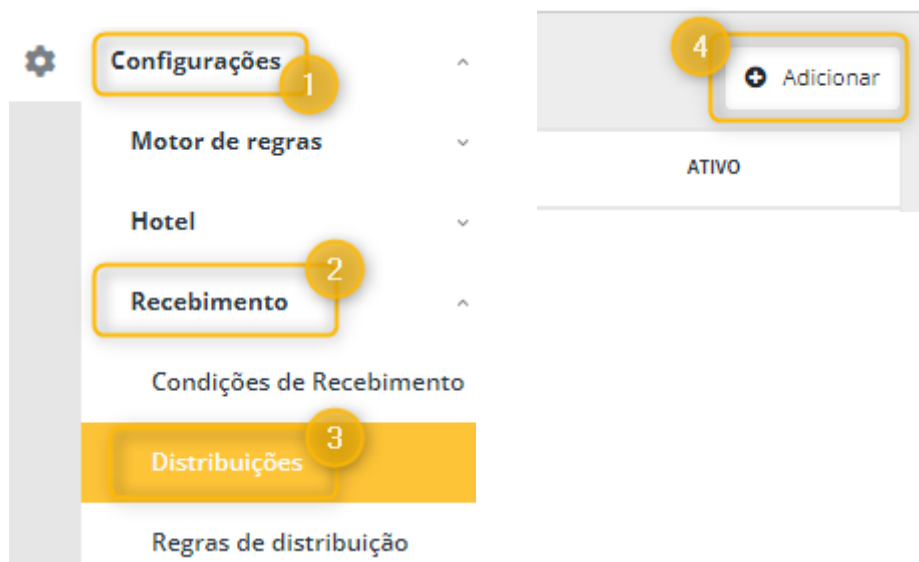 Configurações
1
Motor de regras
Hotel
2
Recebimento
Condições de Recebimento
3
Distribuições
Regras de distribuição
4
Adicionar
ATIVO